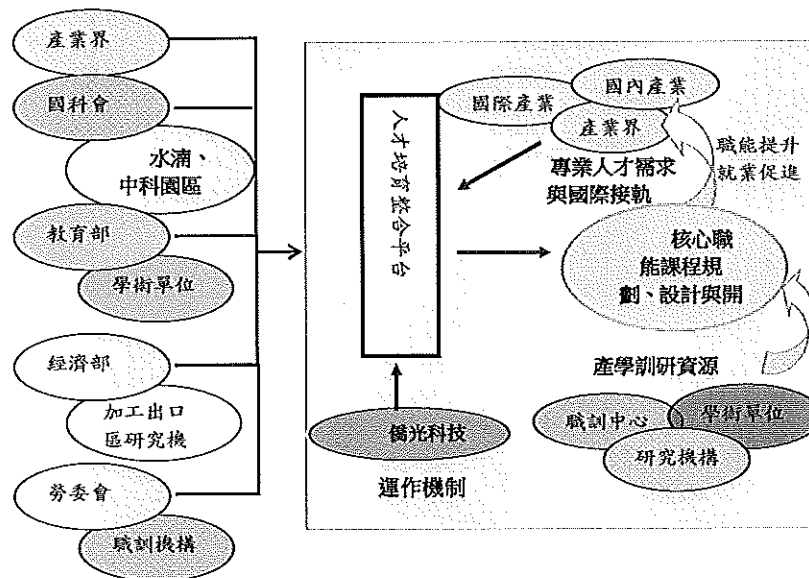 產業界
國科會
水湳、
中科園區
教育部
學術單位
經濟部
加工出口
區研究機
勞委會
職訓機構
人才培育整合平台
僑光科技
運作機制
國際產業
國內產業
產業界
專業人才需求
與國際接軌
職能提升
就業促進
核心職
能課程規
劃、設計與開
產學訓研資源
職訓中心
學術單位
研究機構